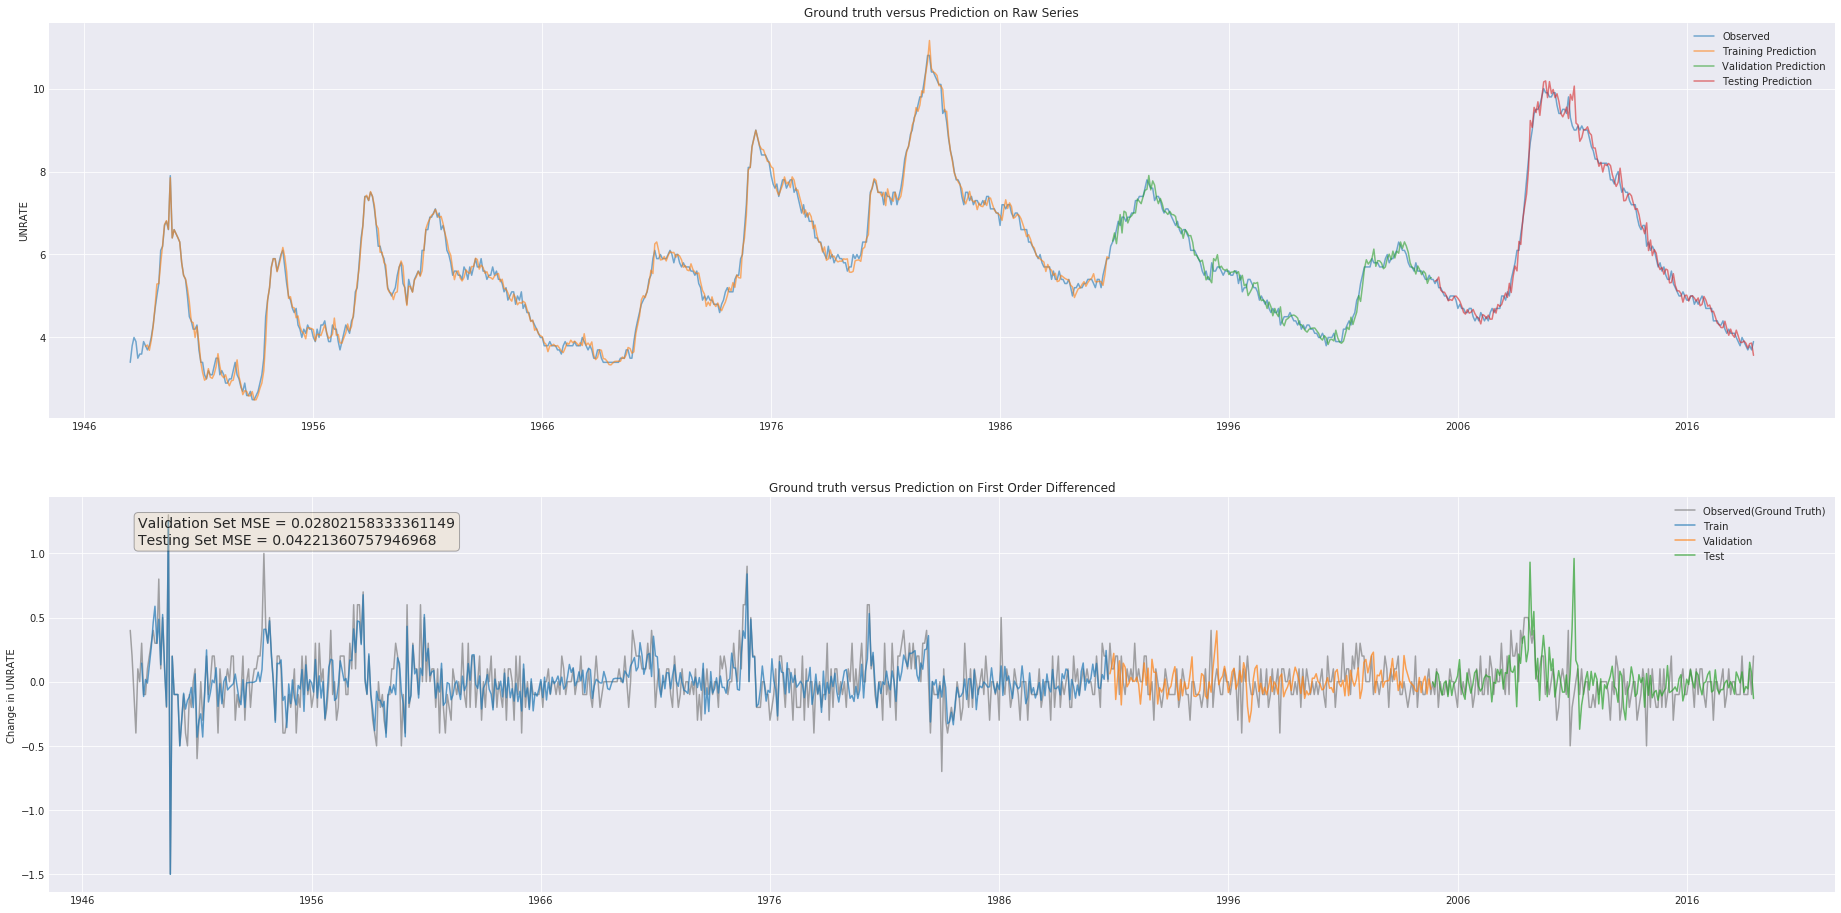 Ground truth versus Prediction on Raw Series
Observed
Training Prediction
Validation Prediction
Testing Prediction
UNRATE
10
8
6
4
1946 1956 1966 1976 1986 1996 2006 2016
Ground truth versus Prediction on First Order Differenced
Validation Set MSE = 0.02802158333361149
Testing Set MSE = 0.04221360757946968
Observed(Ground Truth)
Train
Validation
Test
Change in UNRATE
1.0
0.5
0.0
−0.5
−1.0
−1.5
1946 1956 1966 1976 1986 1996 2006 2016